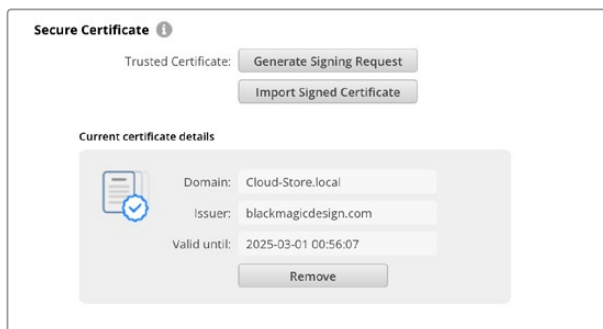 Secure Certificate i
Trusted Certificate: Generate Signing Request
Import Signed Certificate
Current certificate details
Domain: Cloud-Store.local
Issuer: blackmagicdesign.com
Valid until: 2025-03-01 00:56:07
Remove